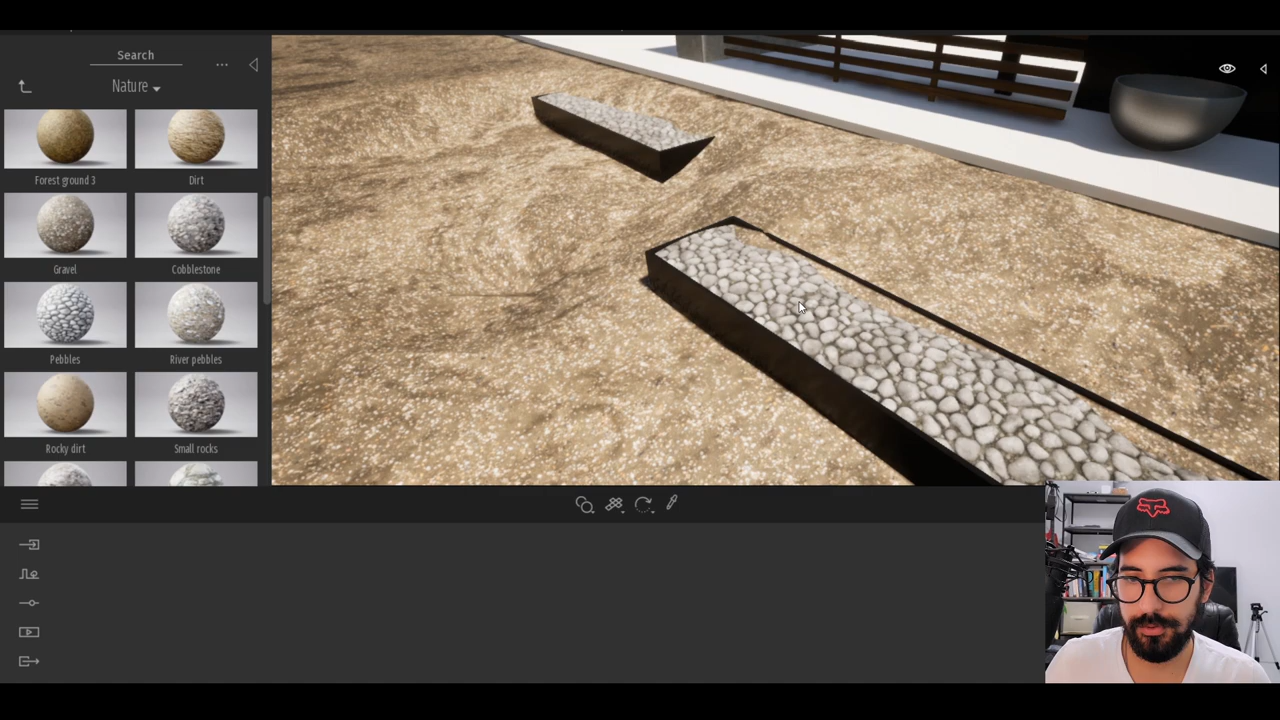 Search
...
Nature
Forest ground 3
Dirt
Gravel
Cobblestone
Pebbles
River pebbles
Rocky dirt
Small rocks